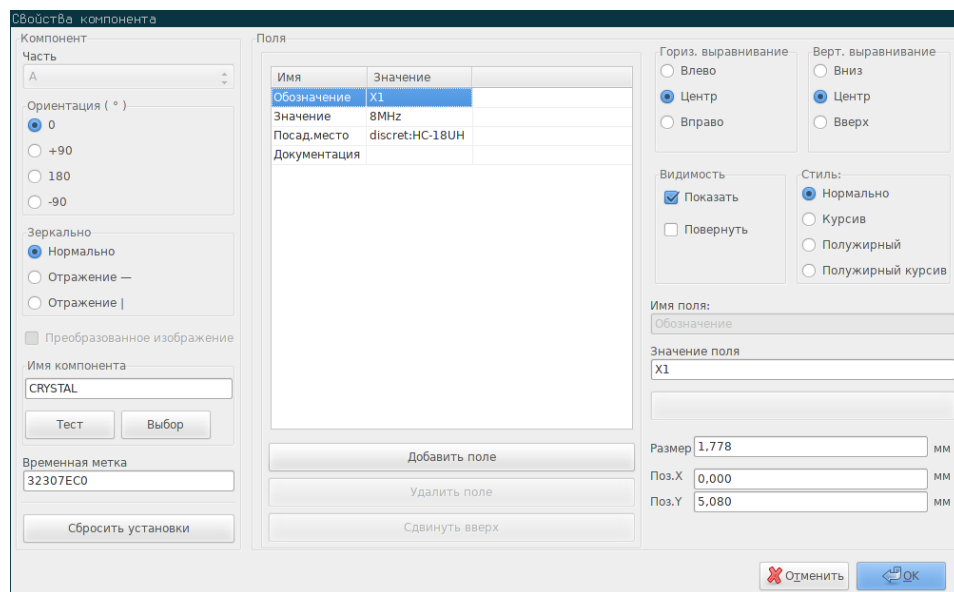 Свойства компонента
Компонент
Часть
A
Ориентация ( ° )
0
+90
180
-90
Зеркально
Нормально
Отражение —
Отражение |
Преобразованное изображение
Имя компонента
CRYSTAL
Тест Выбор
Временная метка
32307EC0
Сбросить установки
Поля
Имя Значение
Обозначение X1
Значение 8MHz
Посад.место discret:HC-18UH
Документация
Добавить поле
Удалить поле
Сдвинуть вверх
Гориз. выравнивание
Влево
Центр
Вправо
Верт. выравнивание
Вниз
Центр
Вверх
Видимость
Показать
Повернуть
Стиль:
Нормально
Курсив
Полужирный
Полужирный курсив
Имя поля:
Обозначение
Значение поля
X1
Размер 1,778 мм
Поз.X 0,000 мм
Поз.Y 5,080 мм
Отменить OK